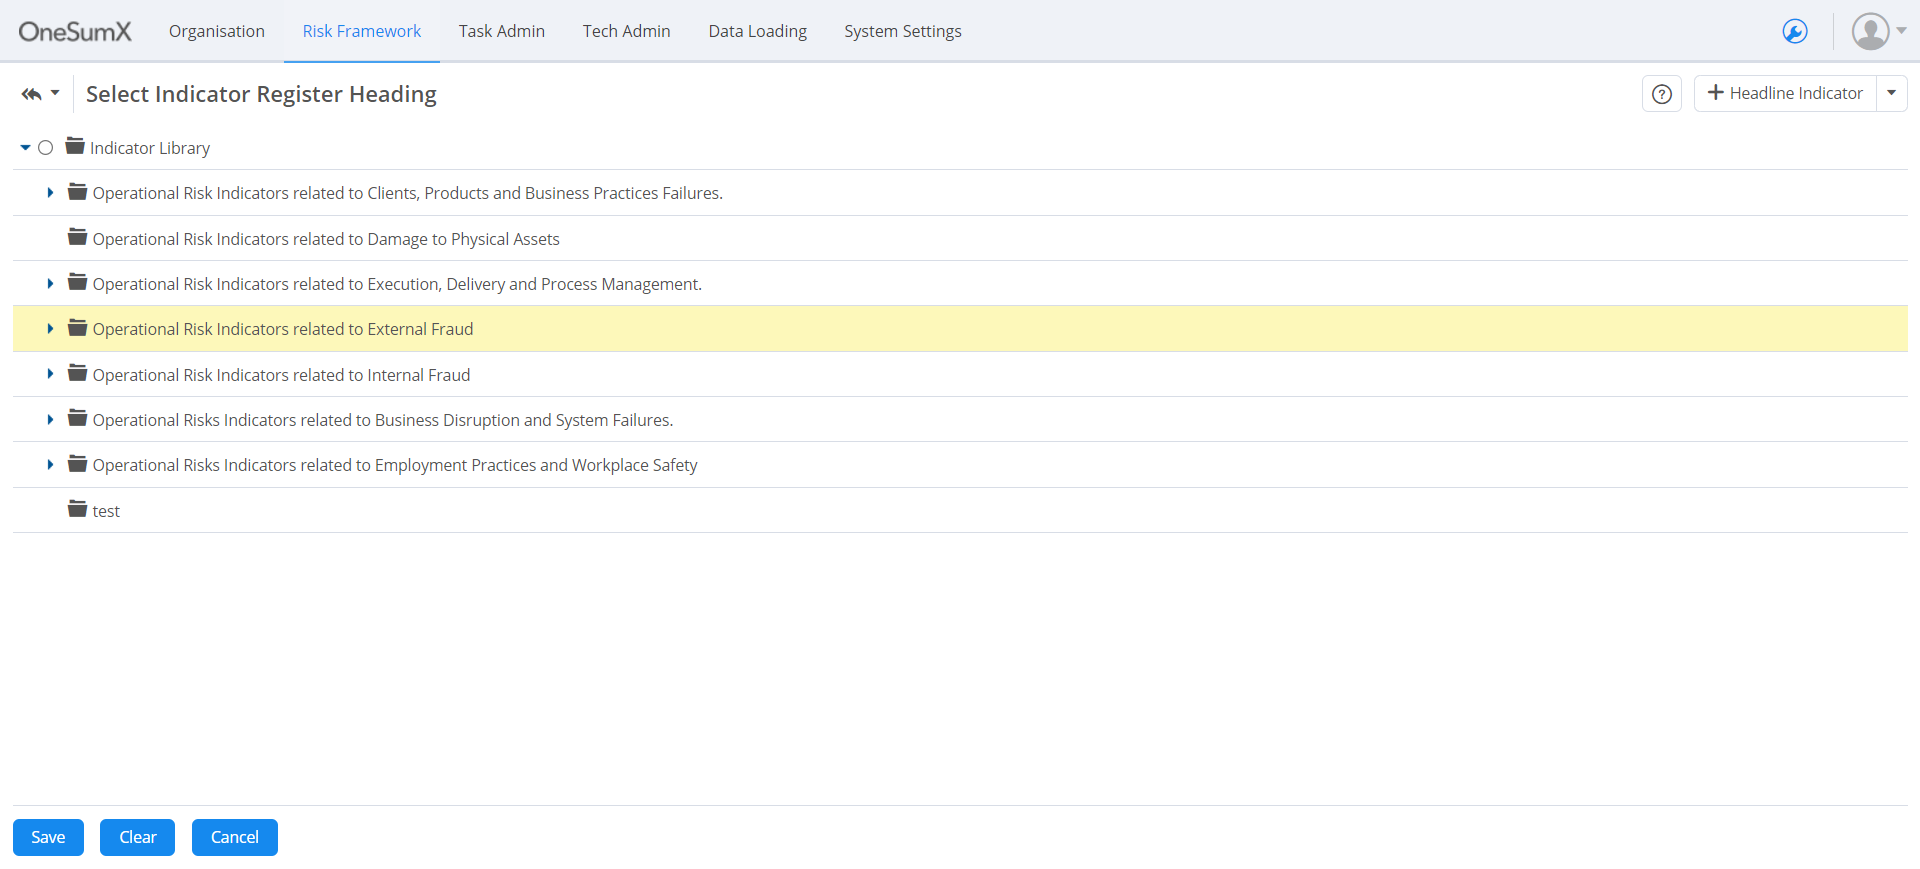 OneSumX Organisation Risk Framework Task Admin Tech Admin Data Loading System Settings
Select Indicator Register Heading ? + Headline Indicator
Indicator Library
Operational Risk Indicators related to Clients, Products and Business Practices Failures.
Operational Risk Indicators related to Damage to Physical Assets
Operational Risk Indicators related to Execution, Delivery and Process Management.
Operational Risk Indicators related to External Fraud
Operational Risk Indicators related to Internal Fraud
Operational Risks Indicators related to Business Disruption and System Failures.
Operational Risks Indicators related to Employment Practices and Workplace Safety
test
Save Clear Cancel